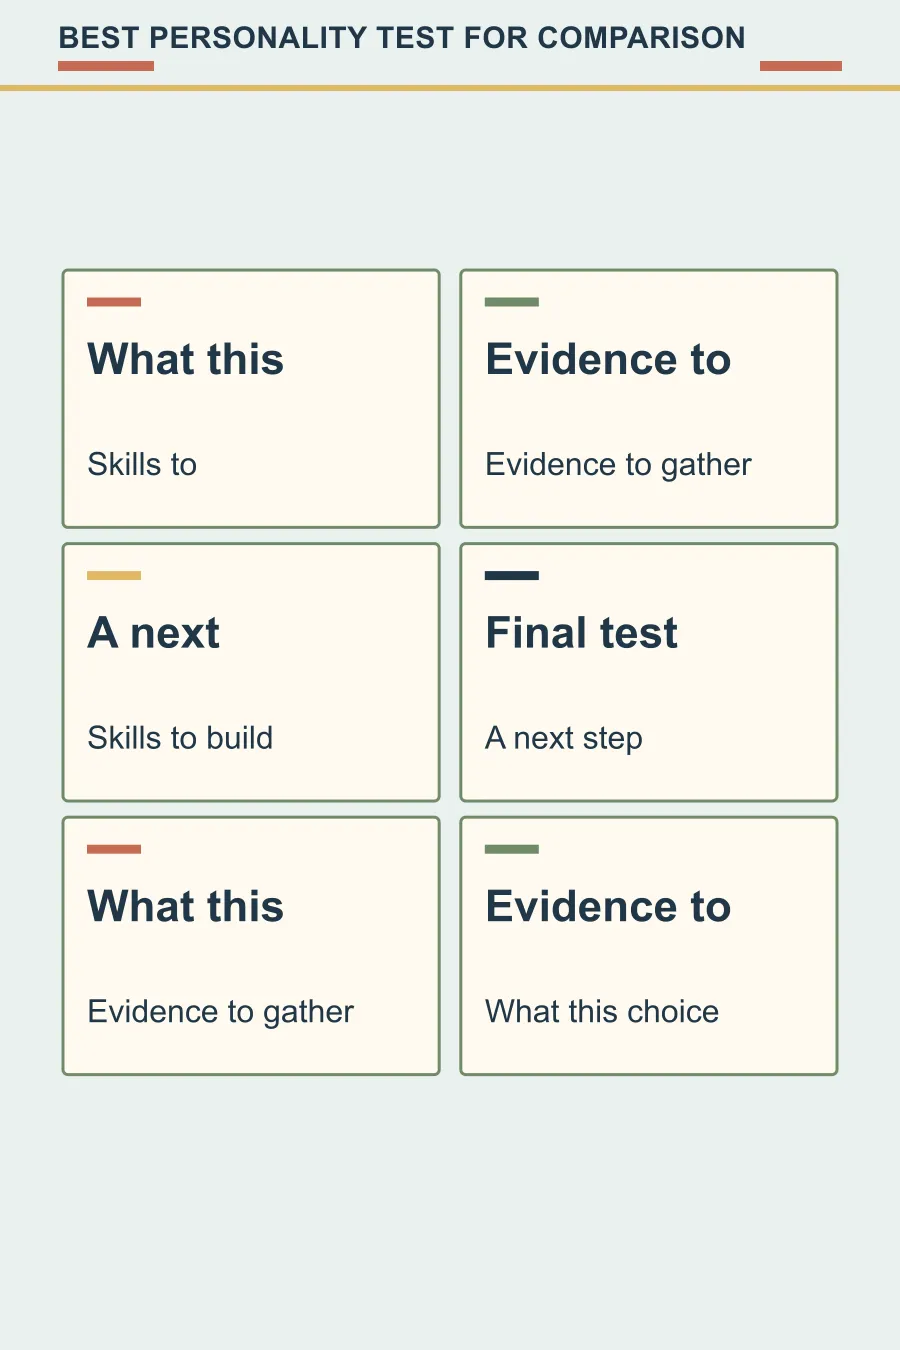 BEST PERSONALITY TEST FOR COMPARISON
What this
Skills to
Evidence to
Evidence to gather
A next
Skills to build
Final test
A next step
What this
Evidence to gather
Evidence to
What this choice